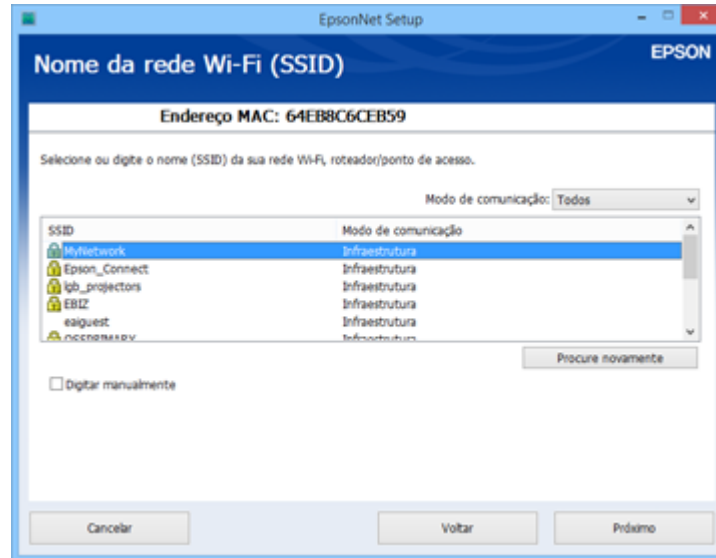 EpsonNet Setup
Nome da rede Wi-Fi (SSID)
EPSON
Endereço MAC: 64EB8C6CEB59
Selecione ou digite o nome (SSID) da sua rede Wi-Fi, roteador/ponto de acesso.
Modo de comunicação: Todos
SSID Modo de comunicação
MyNetwork Infraestrutura
Epson_Connect Infraestrutura
lgb_projectors Infraestrutura
EBIZ Infraestrutura
eaiguest Infraestrutura
Infraestrutura
Procure novamente
Digitar manualmente
Cancelar Voltar Próximo